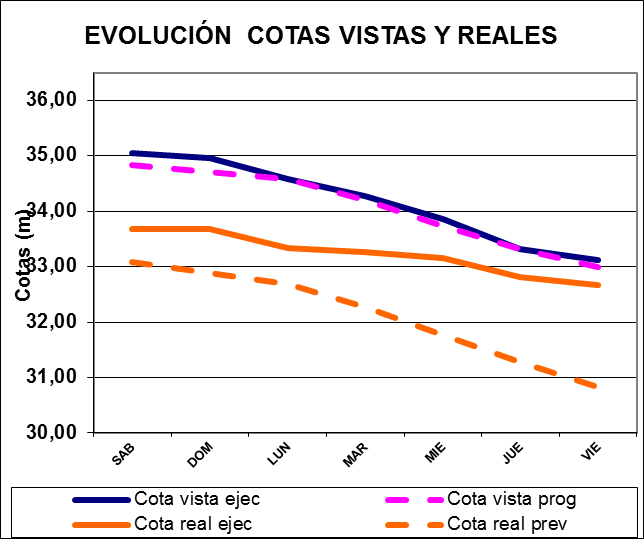 EVOLUCIÓN COTAS VISTAS Y REALES
Cotas (m)
36,00
35,00
34,00
33,00
32,00
31,00
30,00
SAB DOM LUN MAR MIE JUE VIE
Cota vista ejec Cota vista prog
Cota real ejec Cota real prev